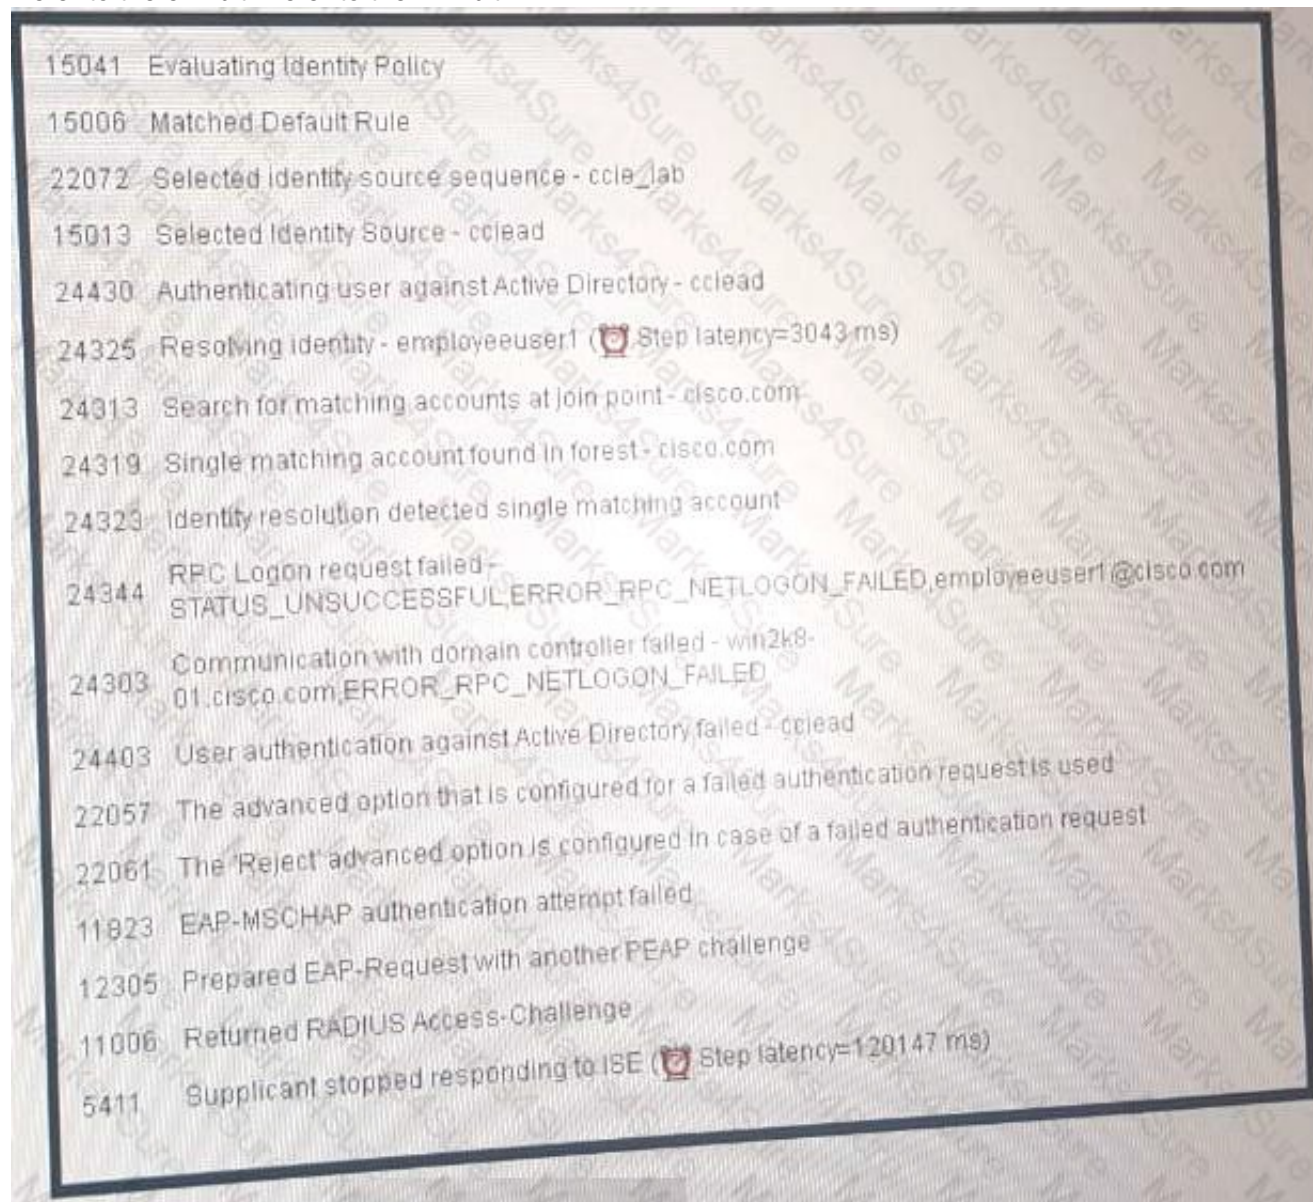 15041 Evaluating Identity Policy
15006 Matched Default Rule
22072 Selected identity source sequence - ccie_lab
15013 Selected Identity Source - cciead
24430 Authenticating user against Active Directory - cciead
24325 Resolving identity - employeeuser1 (Step latency=3043 ms)
24313 Search for matching accounts at join point - cisco.com
24319 Single matching account found in forest - cisco.com
24323 Identity resolution detected single matching account
24344 RPC Logon request failed -
STATUS_UNSUCCESSFUL,ERROR_RPC_NETLOGON_FAILED,employeeuser1@cisco.com
24303 Communication with domain controller failed - win2k8-
01.cisco.com,ERROR_RPC_NETLOGON_FAILED
24403 User authentication against Active Directory failed - cciead
22057 The advanced option that is configured for a failed authentication request is used
22061 The 'Reject' advanced option is configured in case of a failed authentication request
11823 EAP-MSCHAP authentication attempt failed
12305 Prepared EAP-Request with another PEAP challenge
11006 Returned RADIUS Access-Challenge
5411 Supplicant stopped responding to ISE (Step latency=120147 ms)
Marks4Sure